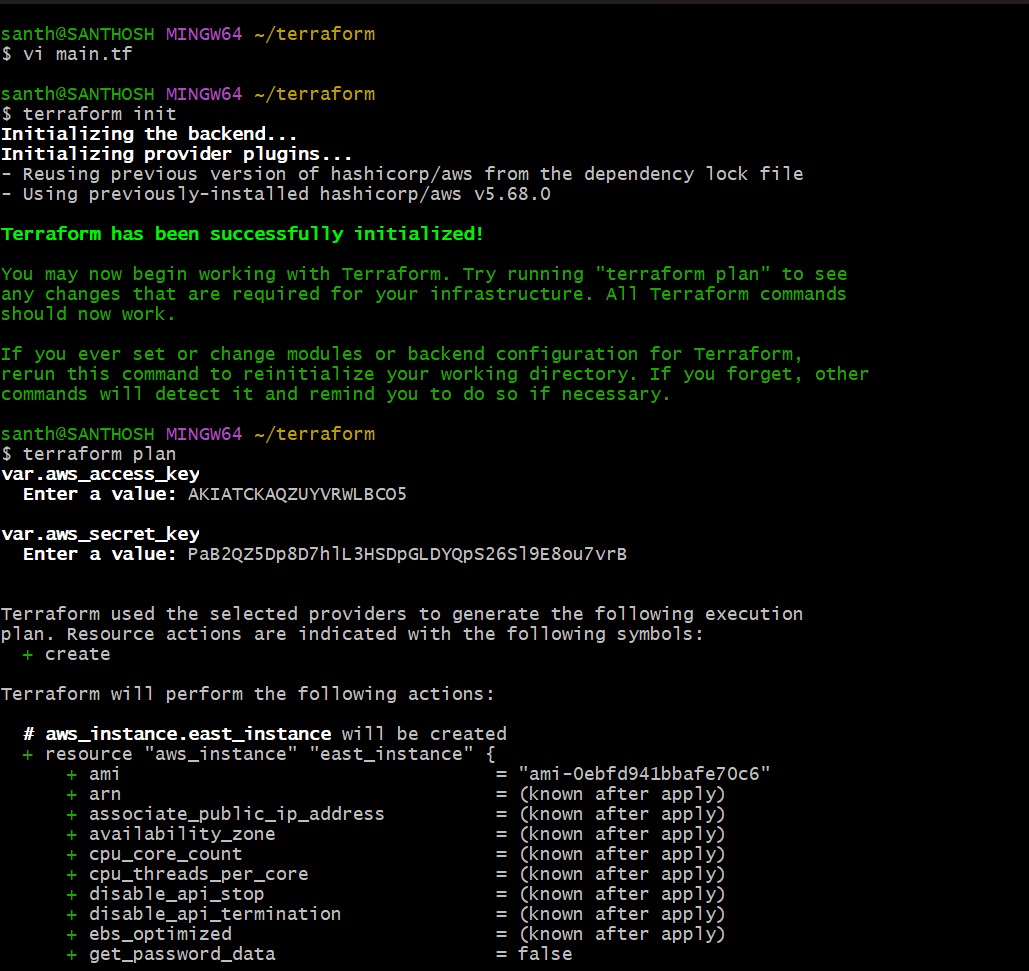 santh@SANTHOSH MINGW64 ~/terraform
$ vi main.tf
santh@SANTHOSH MINGW64 ~/terraform
$ terraform init
Initializing the backend...
Initializing provider plugins...
- Reusing previous version of hashicorp/aws from the dependency lock file
- Using previously-installed hashicorp/aws v5.68.0
Terraform has been successfully initialized!
You may now begin working with Terraform. Try running "terraform plan" to see
any changes that are required for your infrastructure. All Terraform commands
should now work.
If you ever set or change modules or backend configuration for Terraform,
rerun this command to reinitialize your working directory. If you forget, other
commands will detect it and remind you to do so if necessary.
santh@SANTHOSH MINGW64 ~/terraform
$ terraform plan
var.aws_access_key
  Enter a value: AKIATCKAQZUYVRWLBCO5
var.aws_secret_key
  Enter a value: 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
Terraform used the selected providers to generate the following execution
plan. Resource actions are indicated with the following symbols:
  + create
Terraform will perform the following actions:
  # aws_instance.east_instance will be created
  + resource "aws_instance" "east_instance" {
      + ami                                  = "ami-0ebfd941bbafe70c6"
      + arn                                  = (known after apply)
      + associate_public_ip_address          = (known after apply)
      + availability_zone                    = (known after apply)
      + cpu_core_count                       = (known after apply)
      + cpu_threads_per_core                 = (known after apply)
      + disable_api_stop                     = (known after apply)
      + disable_api_termination              = (known after apply)
      + ebs_optimized                        = (known after apply)
      + get_password_data                    = false